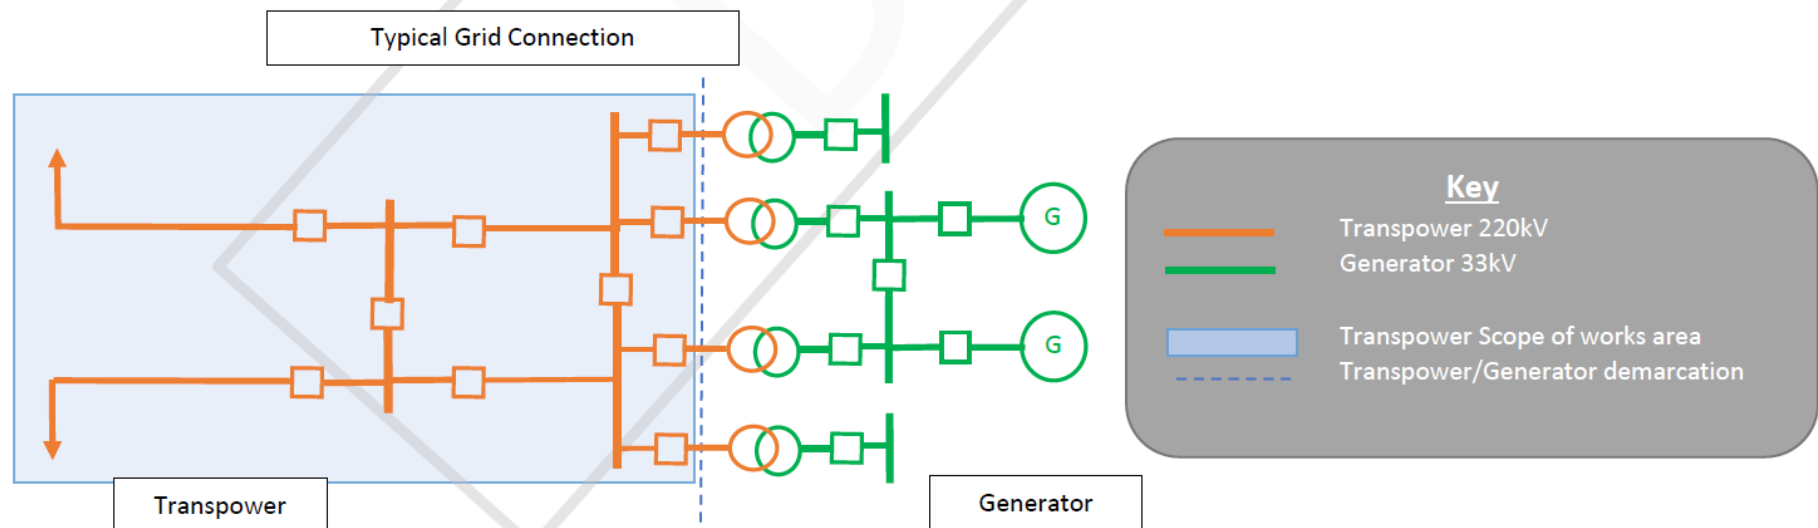 Typical Grid Connection
G
G
Transpower
Generator
Key
Transpower 220kV
Generator 33kV
Transpower Scope of works area
Transpower/Generator demarcation